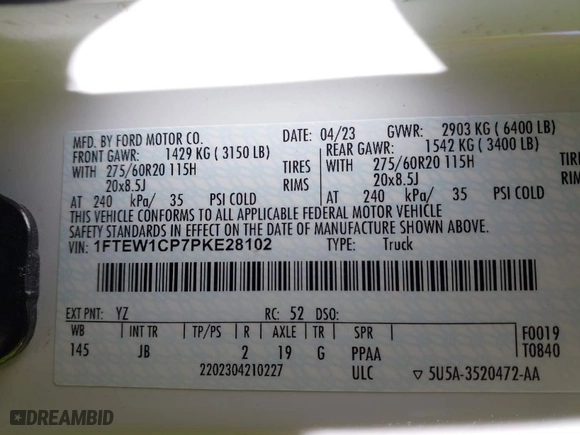 MFD. BY FORD MOTOR CO.
DATE: 04/23 GVWR: 2903 KG ( 6400 LB)
FRONT GAWR: 1429 KG ( 3150 LB)
REAR GAWR: 1542 KG ( 3400 LB)
WITH 275/60R20 115H TIRES
WITH 275/60R20 115H
20x8.5J RIMS
20x8.5J
AT 240 kPa/ 35 PSI COLD
AT 240 kPa/ 35 PSI COLD
THIS VEHICLE CONFORMS TO ALL APPLICABLE FEDERAL MOTOR VEHICLE
SAFETY STANDARDS IN EFFECT ON THE DATE OF MANUFACTURE SHOWN ABOVE.
VIN: 1FTEW1CP7PKE28102 TYPE: Truck
EXT PNT: YZ RC: 52 DSO:
WB INT TR TP/PS R AXLE TR SPR
F0019
145 JB 2 19 G PPAA
T0840
2202304210227 ULC
5U5A-3520472-AA
DREAMBID